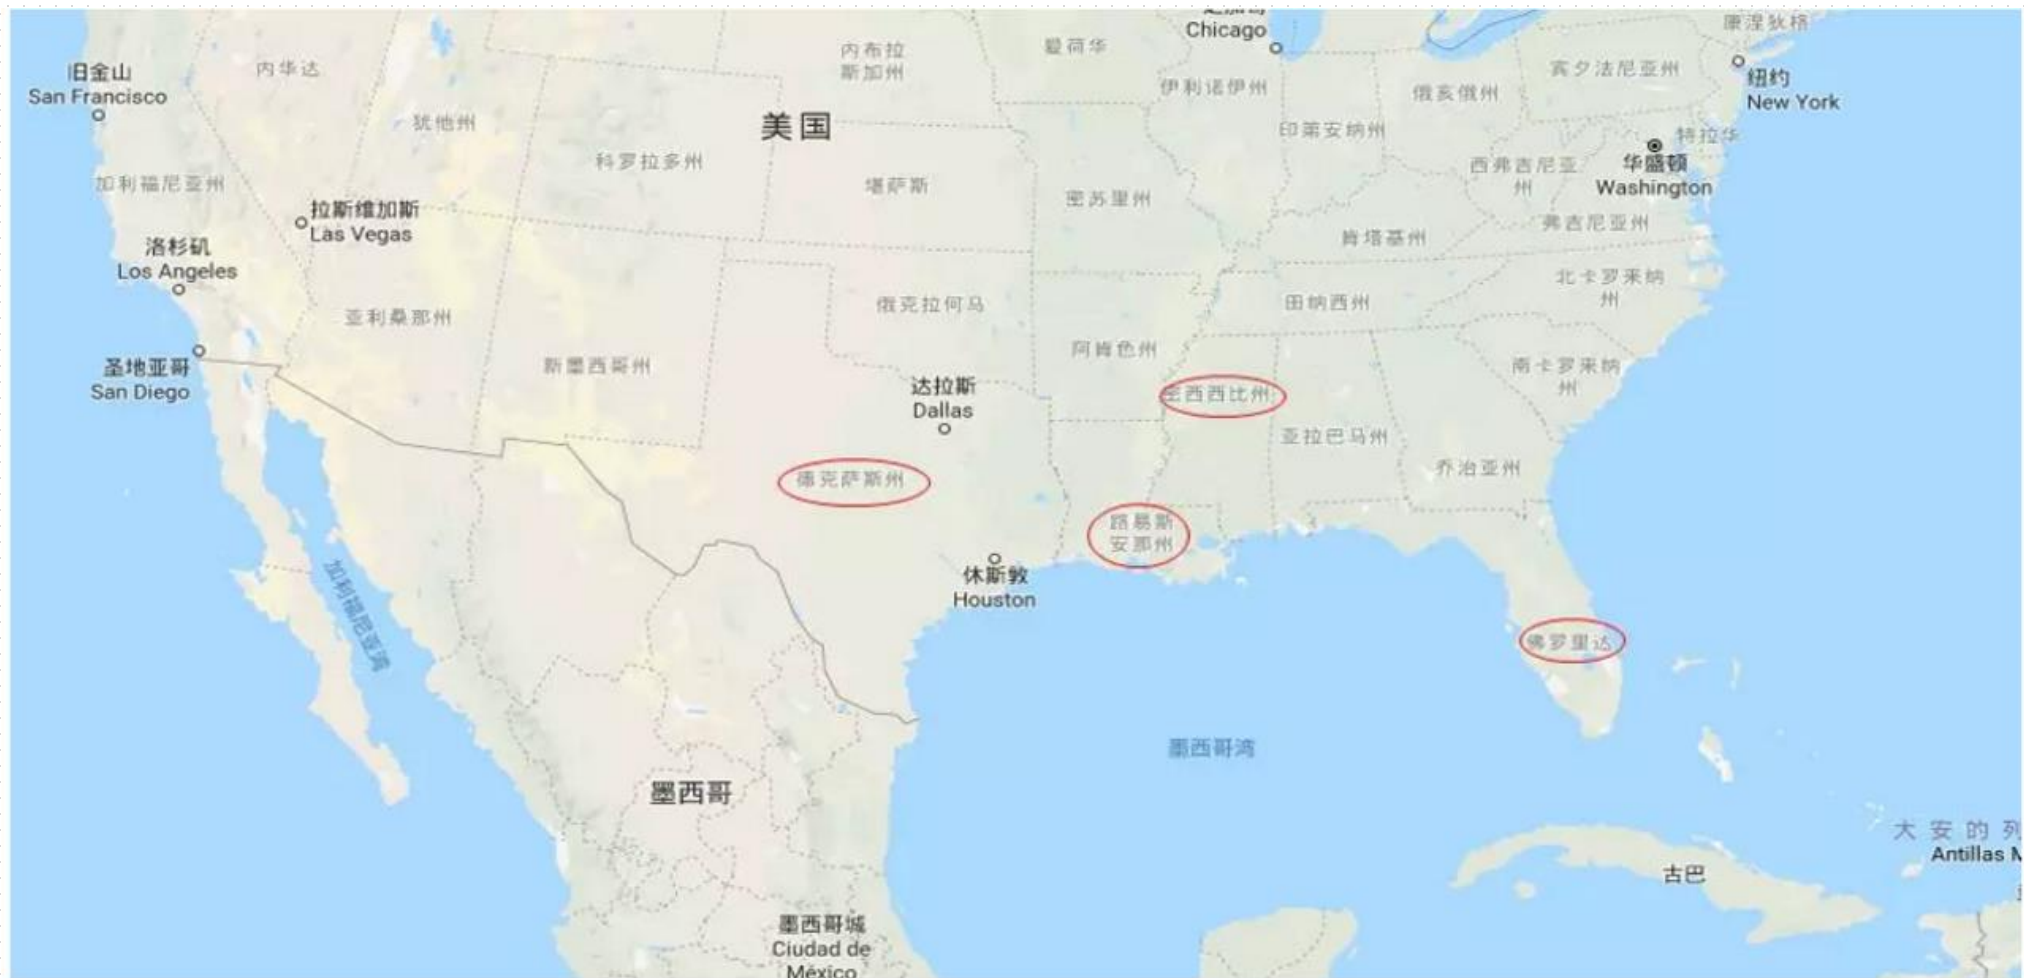 Chicago
康涅狄格
内华达
内布拉
斯加州
爱荷华
旧金山
San Francisco
伊利诺伊州
俄亥俄州
宾夕法尼亚州
纽约
New York
犹他州
美国
印第安纳州
特拉华
科罗拉多州
西弗吉尼亚
州
华盛顿
Washington
加利福尼亚州
堪萨斯
密苏里州
拉斯维加斯
Las Vegas
肯塔基州
弗吉尼亚州
洛杉矶
Los Angeles
北卡罗来纳
州
俄克拉何马
田纳西州
亚利桑那州
阿肯色州
圣地亚哥
San Diego
新墨西哥州
南卡罗来纳
州
达拉斯
Dallas
密西西比州
亚拉巴马州
乔治亚州
德克萨斯州
路易斯
安那州
休斯敦
Houston
加利福尼亚湾
佛罗里达
墨西哥湾
墨西哥
大安的列
Antillas M
古巴
墨西哥城
Ciudad de
México